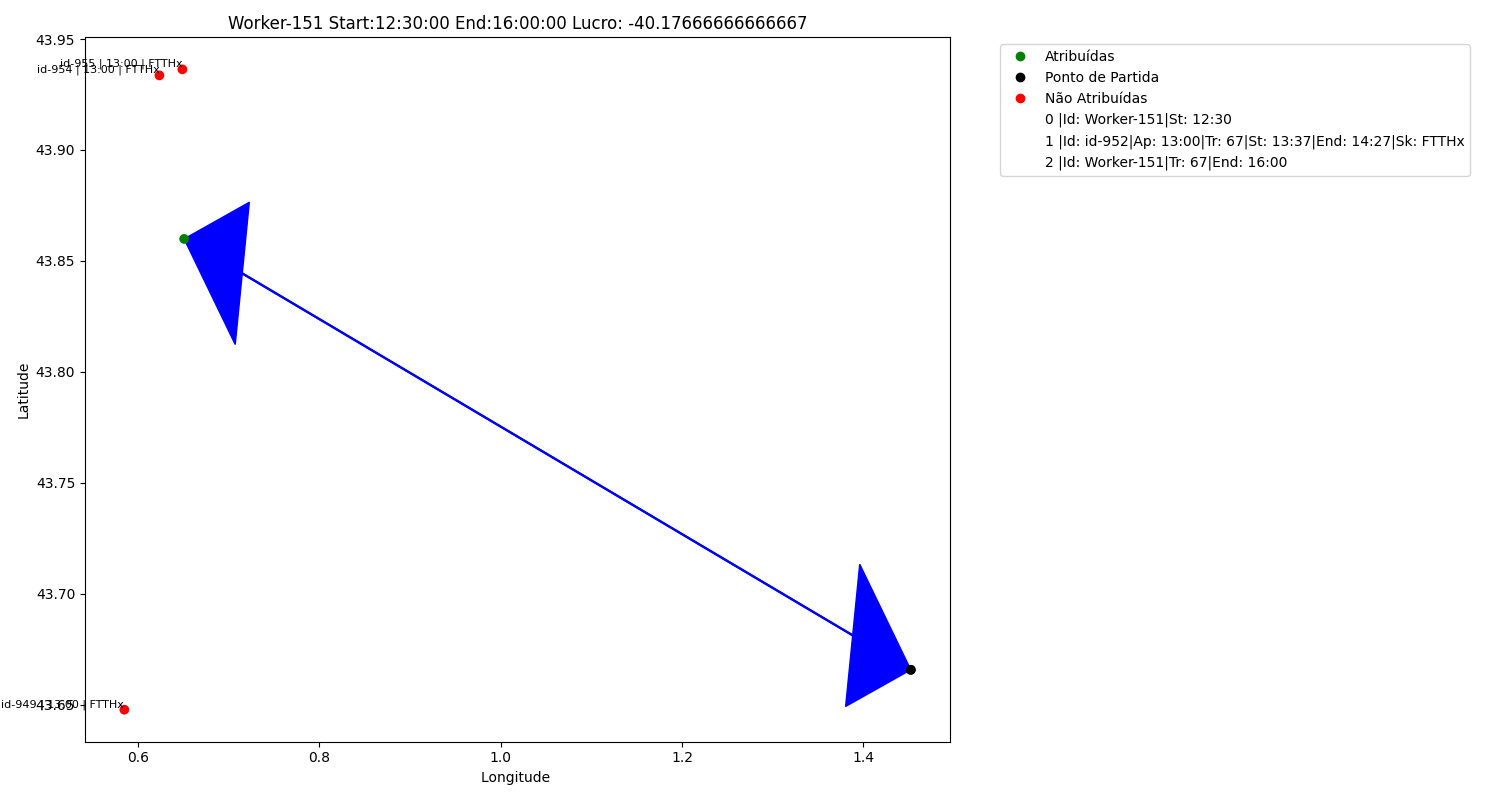 Worker-151 Start:12:30:00 End:16:00:00 Lucro: -40.17666666666667
43.95
43.90
43.85
43.80
43.75
43.70
43.65
Latitude
id-955 | 13:00 | FTTHx
id-954 | 13:00 | FTTHx
id-949 | 13:00 | FTTHx
0.6
0.8
1.0
1.2
1.4
Longitude
Atribuídas
Ponto de Partida
Não Atribuídas
0 |Id: Worker-151|St: 12:30
1 |Id: id-952|Ap: 13:00|Tr: 67|St: 13:37|End: 14:27|Sk: FTTHx
2 |Id: Worker-151|Tr: 67|End: 16:00